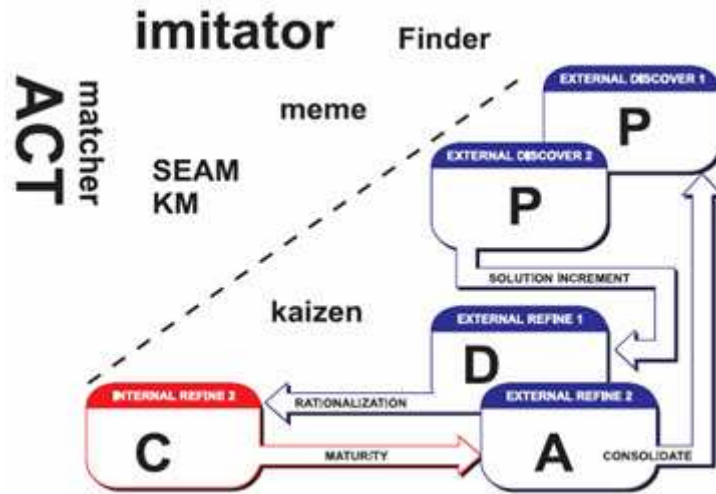 imitator
Finder
matcher
ACT
meme
SEAM
KM
kaizen
EXTERNAL DISCOVER 1
P
EXTERNAL DISCOVER 2
P
SOLUTION INCREMENT
EXTERNAL REFINE 1
D
RATIONALIZATION
EXTERNAL REFINE 2
A
CONSOLIDATE
INTERNAL REFINE 2
C
MATURITY